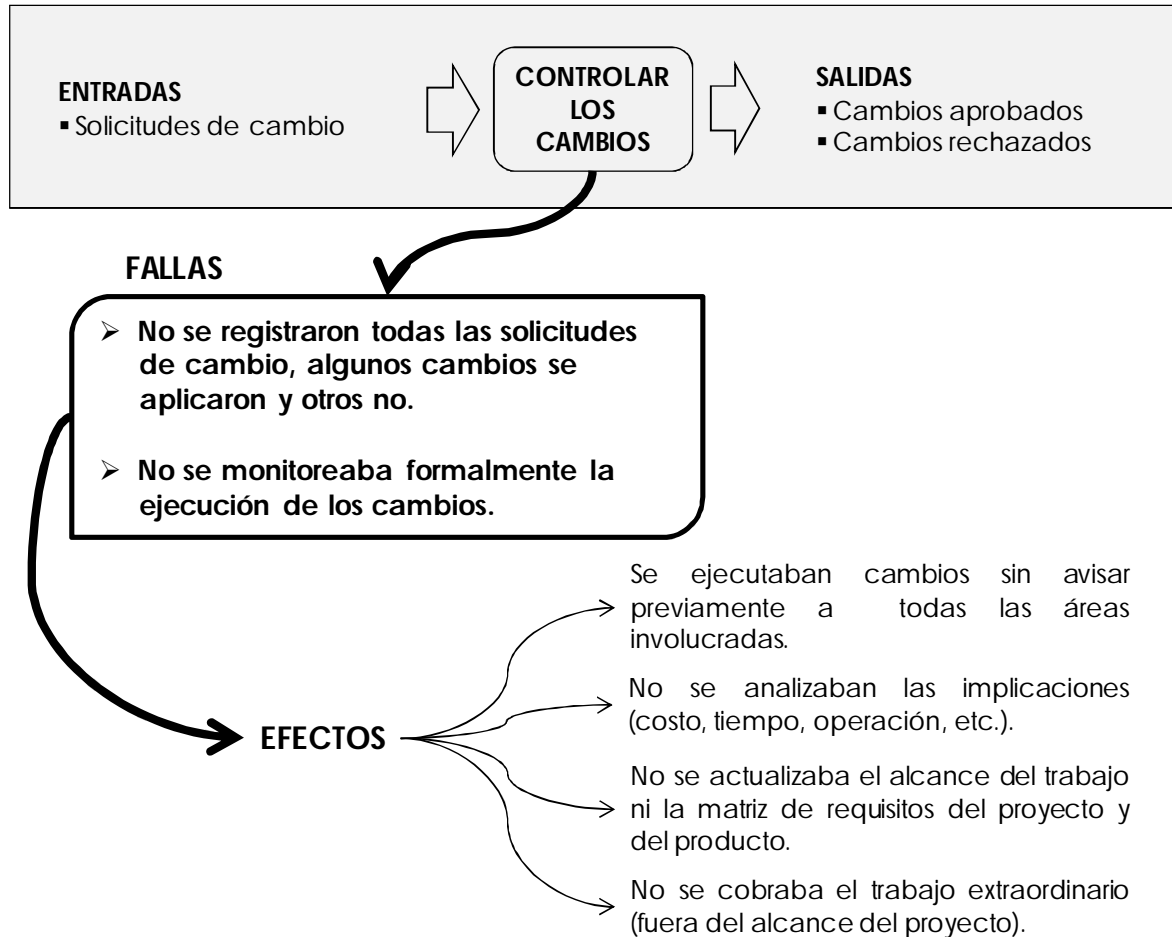 ENTRADAS
▪ Solicitudes de cambio
CONTROLAR
LOS
CAMBIOS
SALIDAS
▪ Cambios aprobados
▪ Cambios rechazados
FALLAS
➢ No se registraron todas las solicitudes
de cambio, algunos cambios se
aplicaron y otros no.
➢ No se monitoreaba formalmente la
ejecución de los cambios.
EFECTOS
Se ejecutaban cambios sin avisar
previamente a todas las áreas
involucradas.
No se analizaban las implicaciones
(costo, tiempo, operación, etc.).
No se actualizaba el alcance del trabajo
ni la matriz de requisitos del proyecto y
del producto.
No se cobraba el trabajo extraordinario
(fuera del alcance del proyecto).